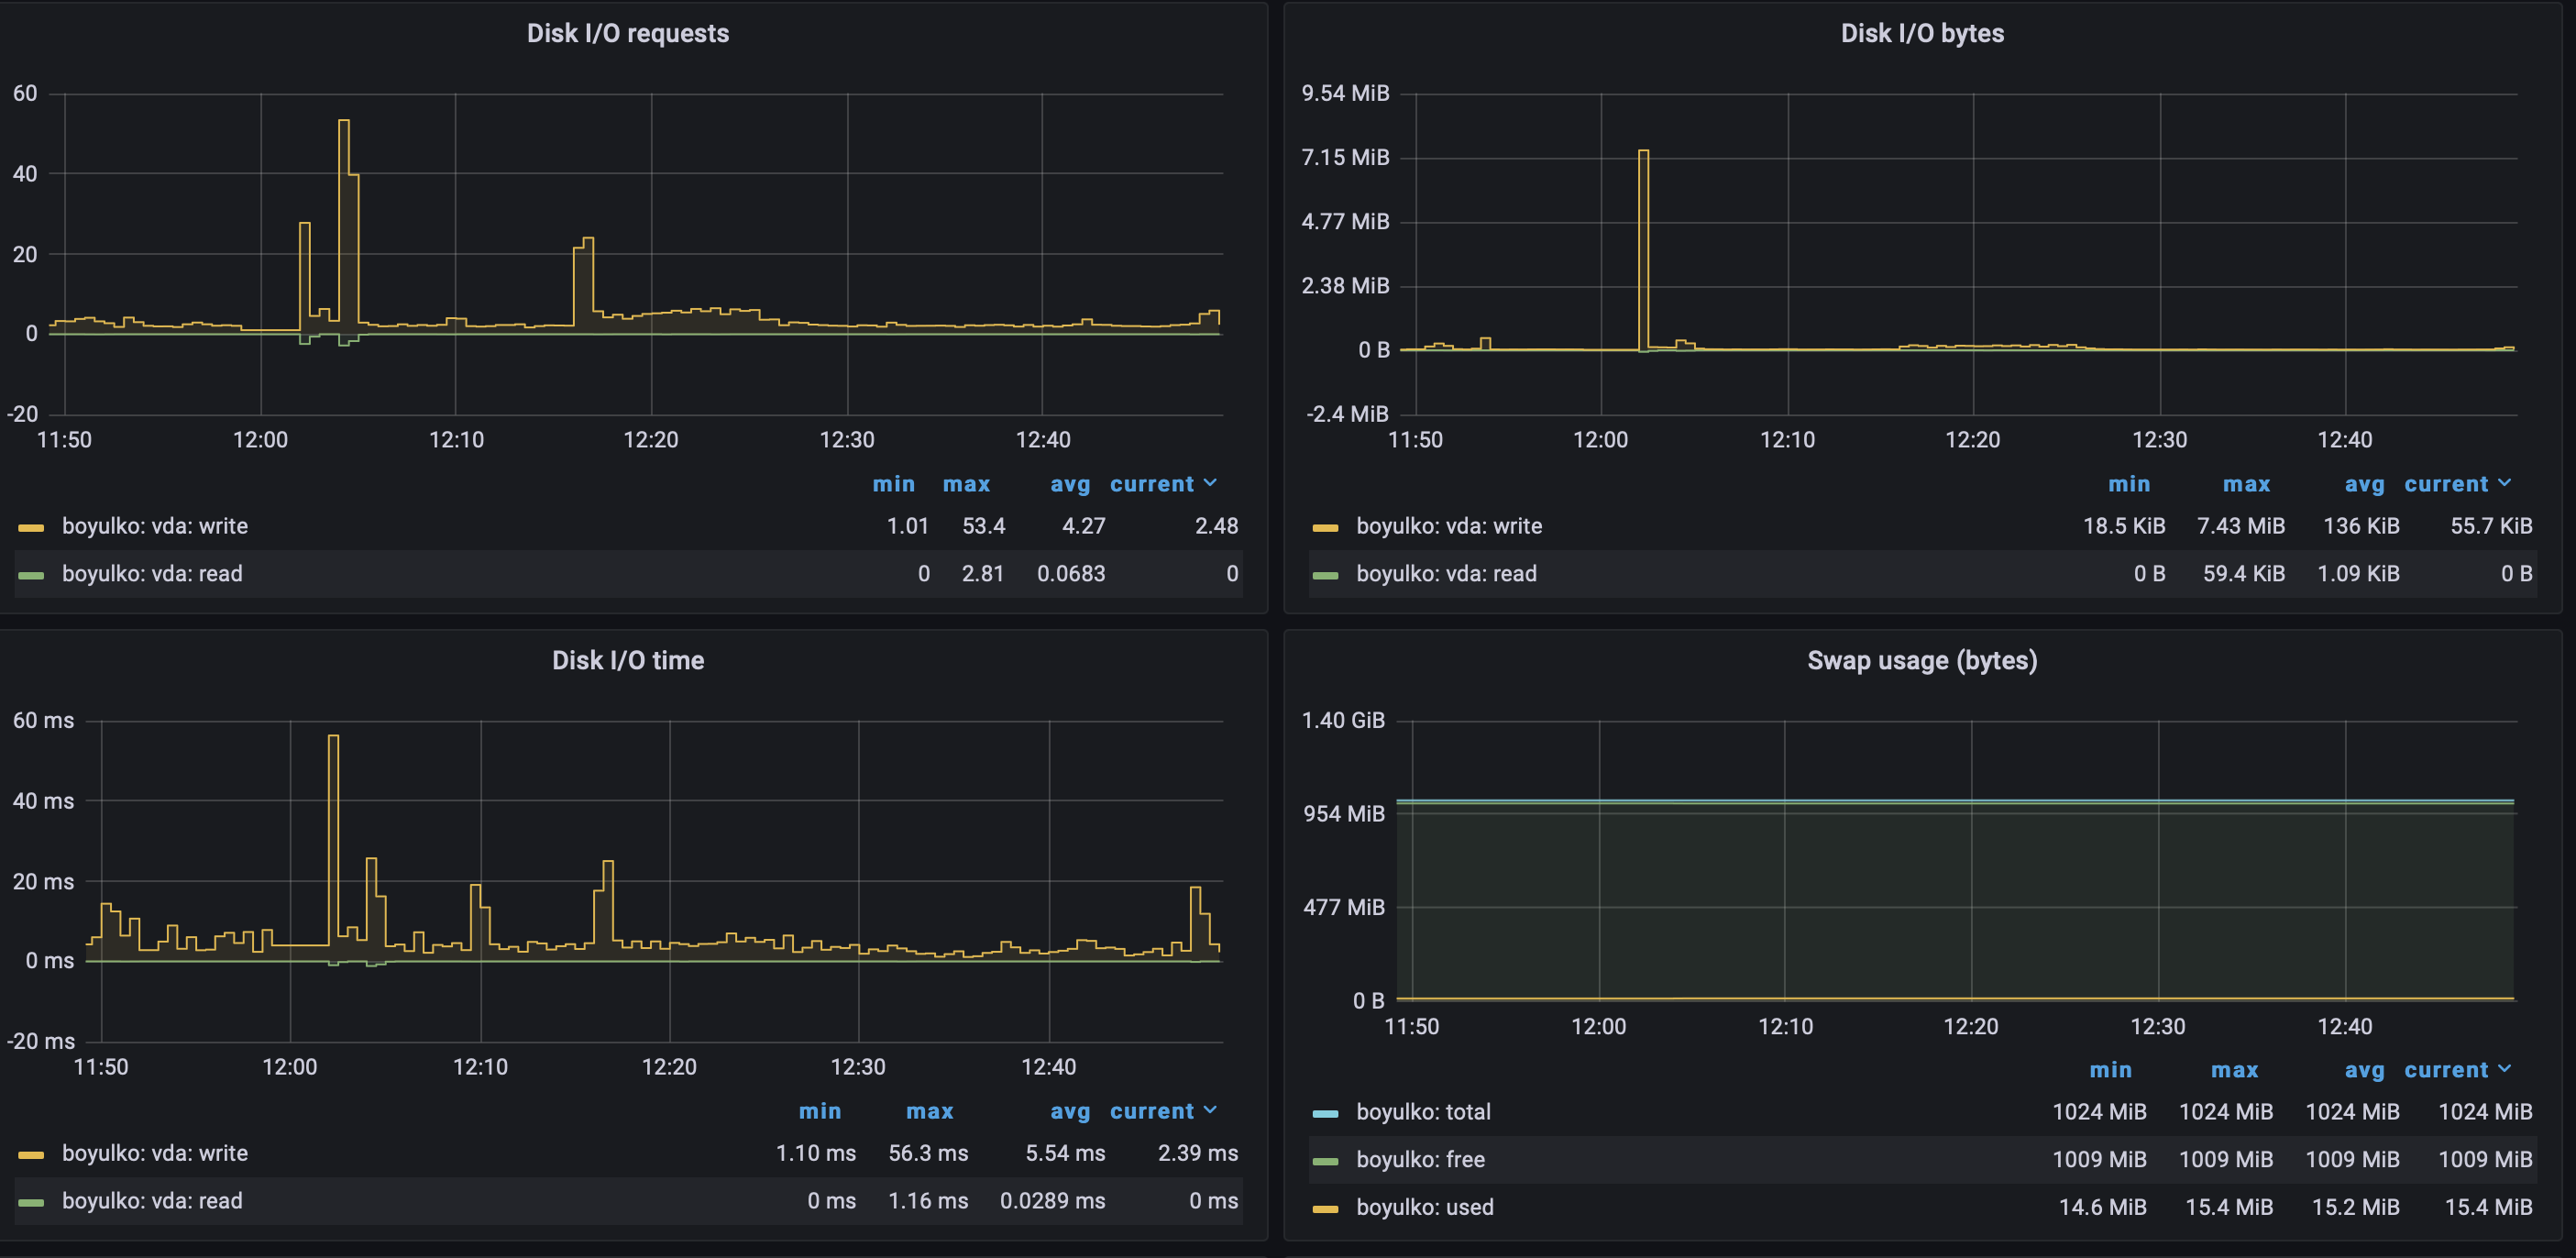 Disk I/O requests
60
40
20
0
-20
11:50 12:00 12:10 12:20 12:30 12:40
min max avg current
boyulko: vda: write 1.01 53.4 4.27 2.48
boyulko: vda: read 0 2.81 0.0683 0
Disk I/O bytes
9.54 MiB
7.15 MiB
4.77 MiB
2.38 MiB
0 B
-2.4 MiB
11:50 12:00 12:10 12:20 12:30 12:40
min max avg current
boyulko: vda: write 18.5 KiB 7.43 MiB 136 KiB 55.7 KiB
boyulko: vda: read 0 B 59.4 KiB 1.09 KiB 0 B
Disk I/O time
60 ms
40 ms
20 ms
0 ms
-20 ms
11:50 12:00 12:10 12:20 12:30 12:40
min max avg current
boyulko: vda: write 1.10 ms 56.3 ms 5.54 ms 2.39 ms
boyulko: vda: read 0 ms 1.16 ms 0.0289 ms 0 ms
Swap usage (bytes)
1.40 GiB
954 MiB
477 MiB
0 B
11:50 12:00 12:10 12:20 12:30 12:40
min max avg current
boyulko: total 1024 MiB 1024 MiB 1024 MiB 1024 MiB
boyulko: free 1009 MiB 1009 MiB 1009 MiB 1009 MiB
boyulko: used 14.6 MiB 15.4 MiB 15.2 MiB 15.4 MiB